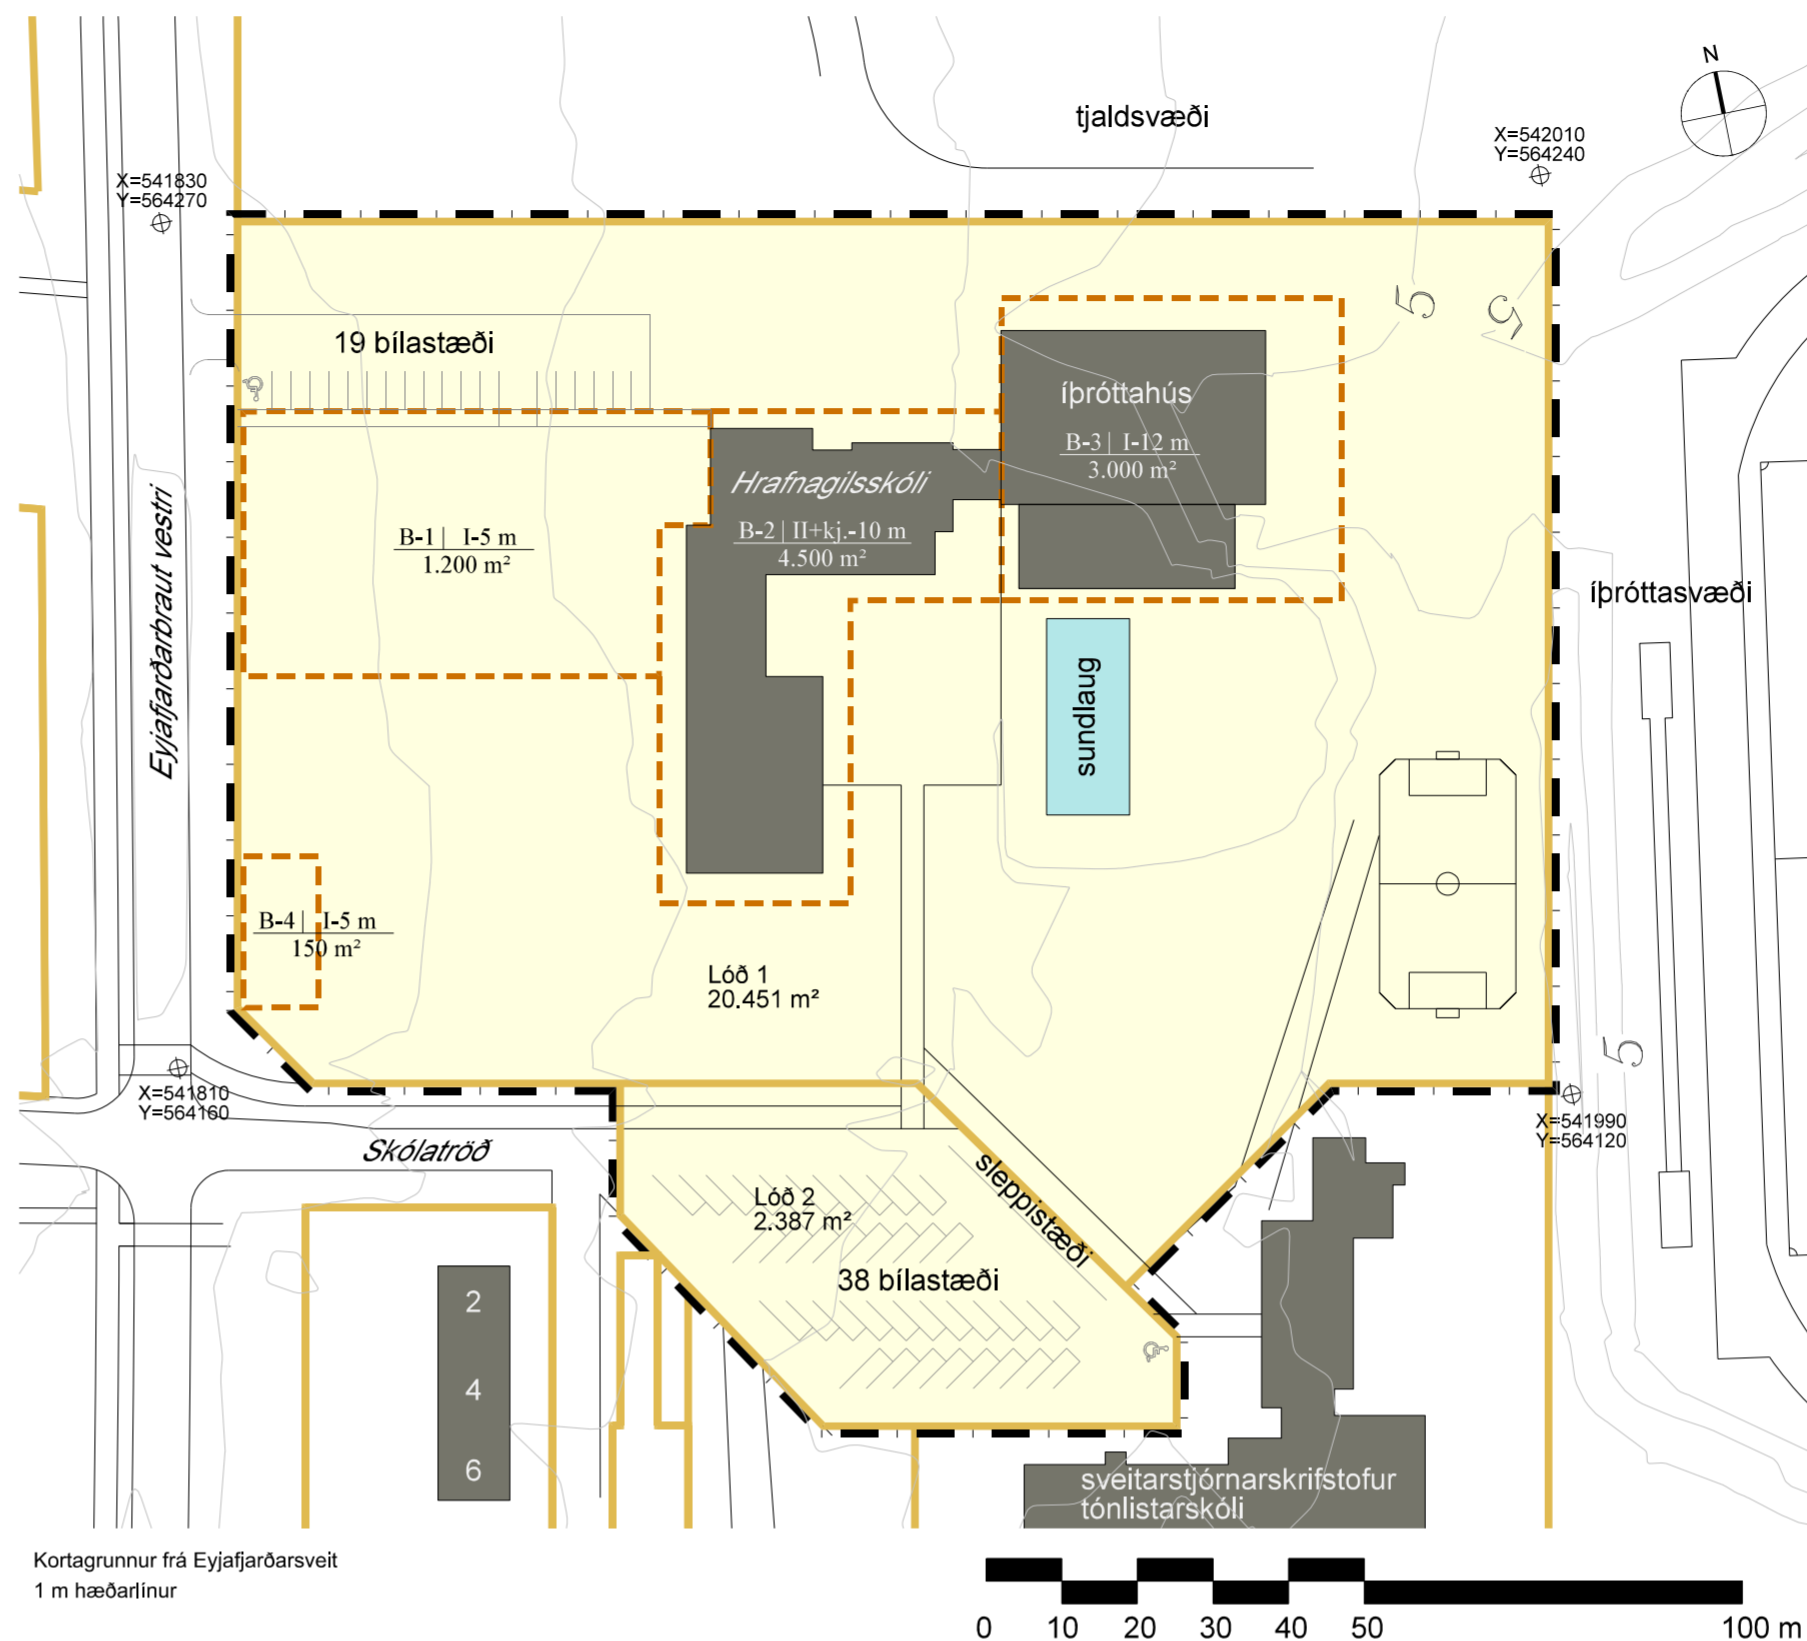 N
tjaldsvæði
X=542010
Y=564240
X=541830
Y=564270
5
5
19 bílastæði
íþróttahús
B-3 | I-12 m
3.000 m²
Hrafnagilsskóli
B-2 | II+kj.-10 m
4.500 m²
B-1 | I-5 m
1.200 m²
íþróttasvæði
Eyjafjarðarbraut vestri
sundlaug
B-4 | I-5 m
150 m²
Lóð 1
20.451 m²
5
X=541810
Y=564160
X=541990
Y=564120
Skólatröð
sleppistæði
Lóð 2
2.387 m²
38 bílastæði
2
4
6
sveitarstjórnarskrifstofur
tónlistarskóli
Kortagrunnur frá Eyjafjarðarsveit
1 m hæðarlínur
0 10 20 30 40 50 100 m